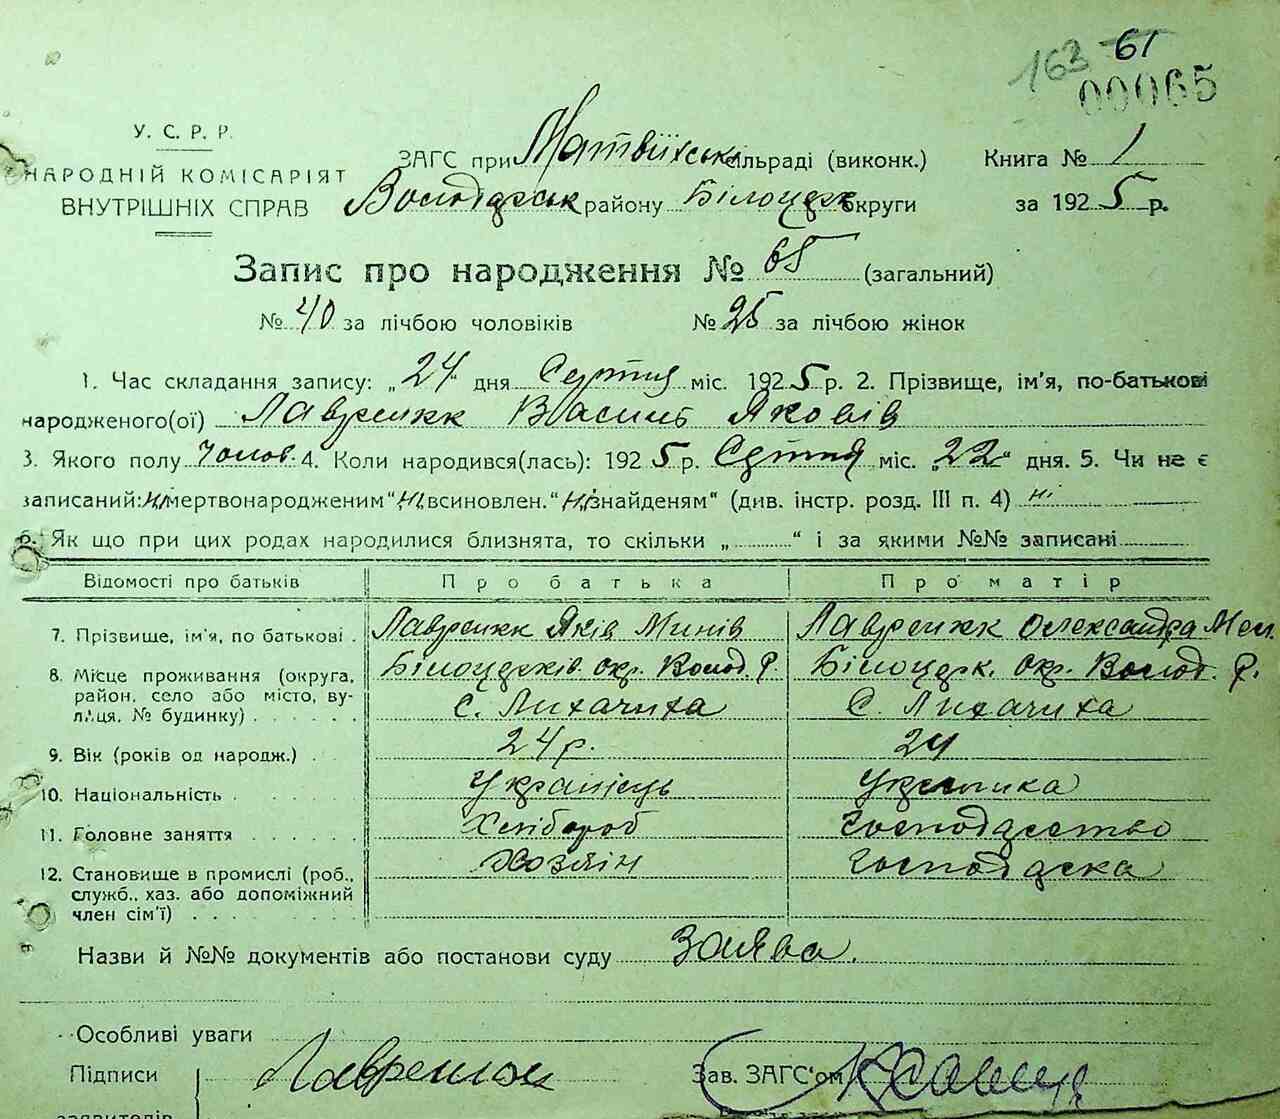 163 61
00065
У. С. Р. Р.
НАРОДНІЙ КОМІСАРІЯТ
ВНУТРІШНІХ СПРАВ
ЗАГС при Матвіїхськ сільраді (виконк.)
Володарськ району Білоцерк округи
Книга № 1
за 1925 р.
Запис про народження № 65 (загальний)
№ 40 за лічбою чоловіків № 25 за лічбою жінок
1. Час складання запису: „24“ дня Серпня міс. 1925 р. 2. Прізвище, ім'я, по-батькові
народженого(ої) Лавренюк Василь Яковів
3. Якого полу чолов. 4. Коли народився(лась): 1925 р. Серпня міс. „22“ дня. 5. Чи не є
записаний: ні „мертвонародженим“ ні „всиновлен.“ ні „знайденям“ (див. інстр. розд. III п. 4) ні
6. Як що при цих родах народилися близнята, то скільки „ “ і за якими №№ записані
Відомості про батьків Про батька Про матір
7. Прізвище, ім'я, по батькові . Лавренюк Яків Минів Лавренюк Олександра
8. Місце проживання (округа, Білоцерків. окр. Волод. р. Білоцерк. окр. Волод. р.
район, село або місто, ву- с. Лихачиха с. Лихачиха
лиця, № будинку) . . . . . .
9. Вік (років од народж.) . 24 р. 24
10. Національність . . . . . . Українець Українка
11. Головне заняття . . . . . . Хлібороб Господарство
12. Становище в промислі (роб., Хозяїн Господарка
служб., хаз. або допоміжний
член сім'ї) . . . . . . . . .
Назви й №№ документів або постанови суду Заява.
Особливі уваги
Підписи Лавренюк Зав. ЗАГС'ом
заявителів